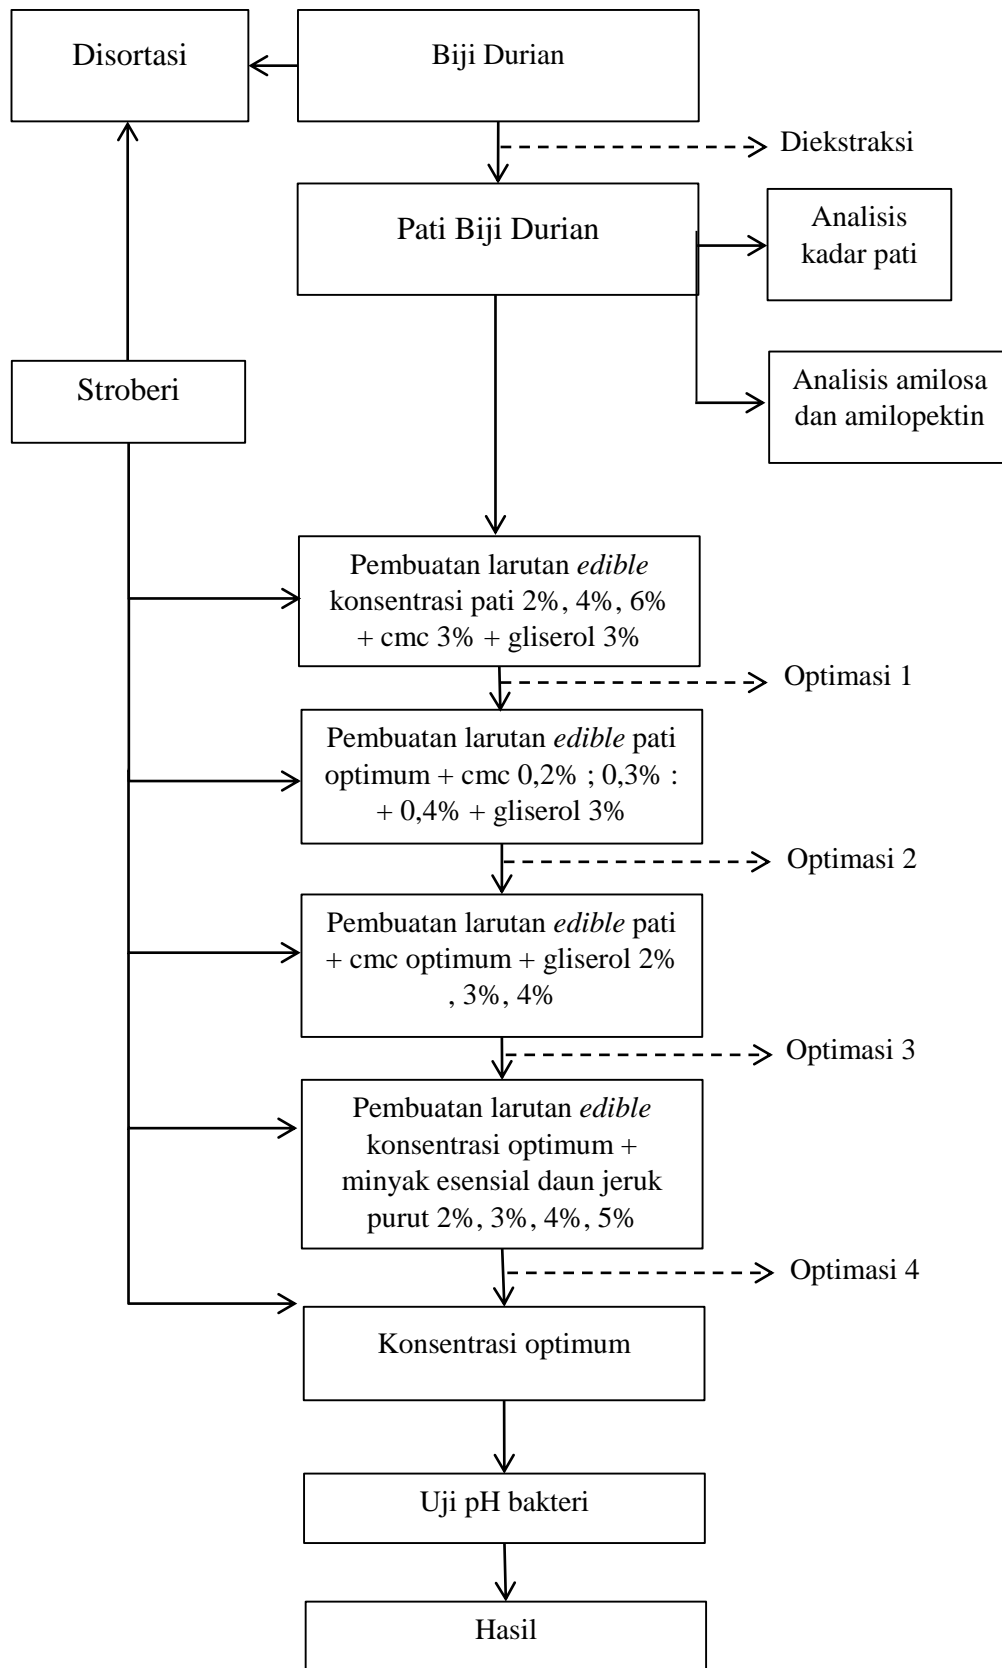 Disortasi
Biji Durian
Diekstraksi
Pati Biji Durian
Analisis
kadar pati
Stroberi
Analisis amilosa
dan amilopektin
Pembuatan larutan edible
konsentrasi pati 2%, 4%, 6%
+ cmc 3% + gliserol 3%
Optimasi 1
Pembuatan larutan edible pati
optimum + cmc 0,2% ; 0,3% :
+ 0,4% + gliserol 3%
Optimasi 2
Pembuatan larutan edible pati
+ cmc optimum + gliserol 2%
, 3%, 4%
Optimasi 3
Pembuatan larutan edible
konsentrasi optimum +
minyak esensial daun jeruk
purut 2%, 3%, 4%, 5%
Optimasi 4
Konsentrasi optimum
Uji pH bakteri
Hasil